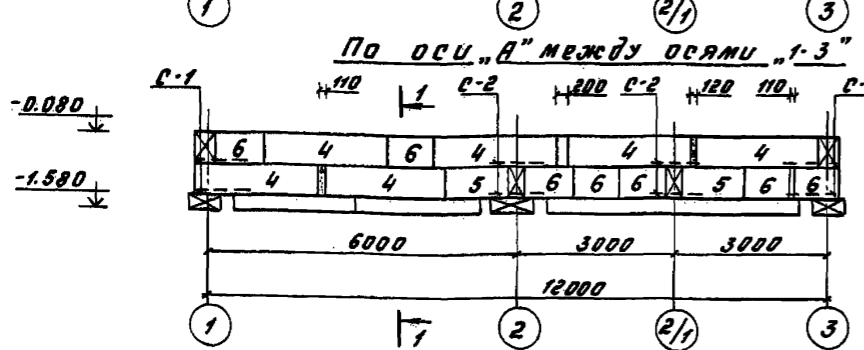 1 2 2/1 3
По оси „А" между осями „1-3"
С-1 110 1 С-2 200 С-2 120 110 С-
-0.080
6 4 6 4 4 4
-1.580
4 4 5 6 6 6 5 6 6
6000 3000 3000
12000
1 1 2 2/1 3